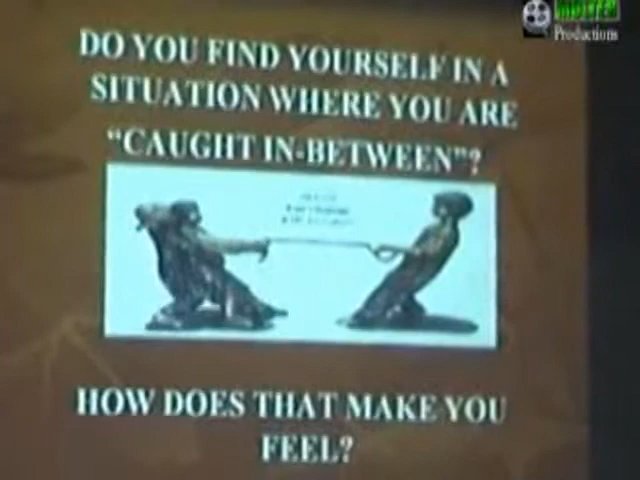 MOLTEN
Productions
DO YOU FIND YOURSELF IN A
SITUATION WHERE YOU ARE
“CAUGHT IN-BETWEEN”?
HOW DOES THAT MAKE YOU
FEEL?